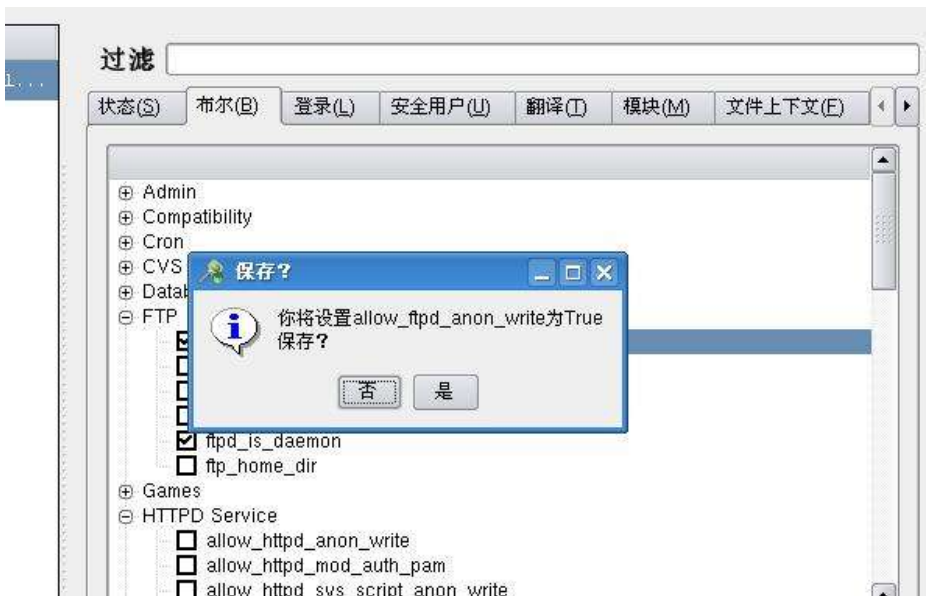 1...
过滤
状态(S) 布尔(B) 登录(L) 安全用户(U) 翻译(T) 模块(M) 文件上下文(F)
Admin
Compatibility
Cron
CVS
保存?
FTP
你将设置allow_ftpd_anon_write为True
保存?
否 是
ftpd_is_daemon
ftp_home_dir
Games
HTTPD Service
allow_httpd_anon_write
allow_httpd_mod_auth_pam
allow_httpd_sys_script_anon_write